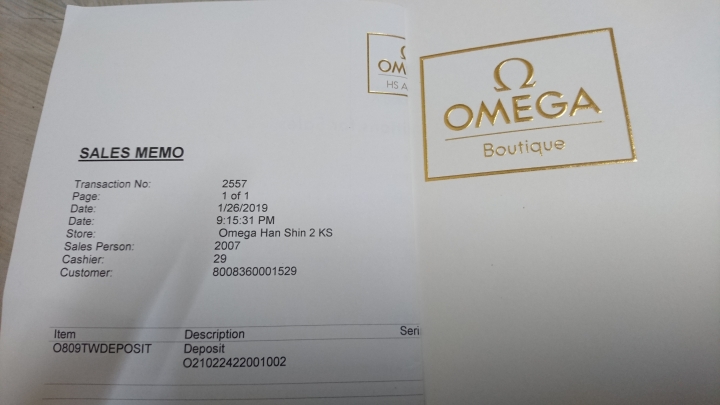 OM
HS A
SALES MEMO
Transaction No: 2557
Page: 1 of 1
Date: 1/26/2019
Date: 9:15:31 PM
Store: Omega Han Shin 2 KS
Sales Person: 2007
Cashier: 29
Customer: 8008360001529
Item Description Seri
O809TWDEPOSIT Deposit
O21022422001002
Ω
OMEGA
Boutique